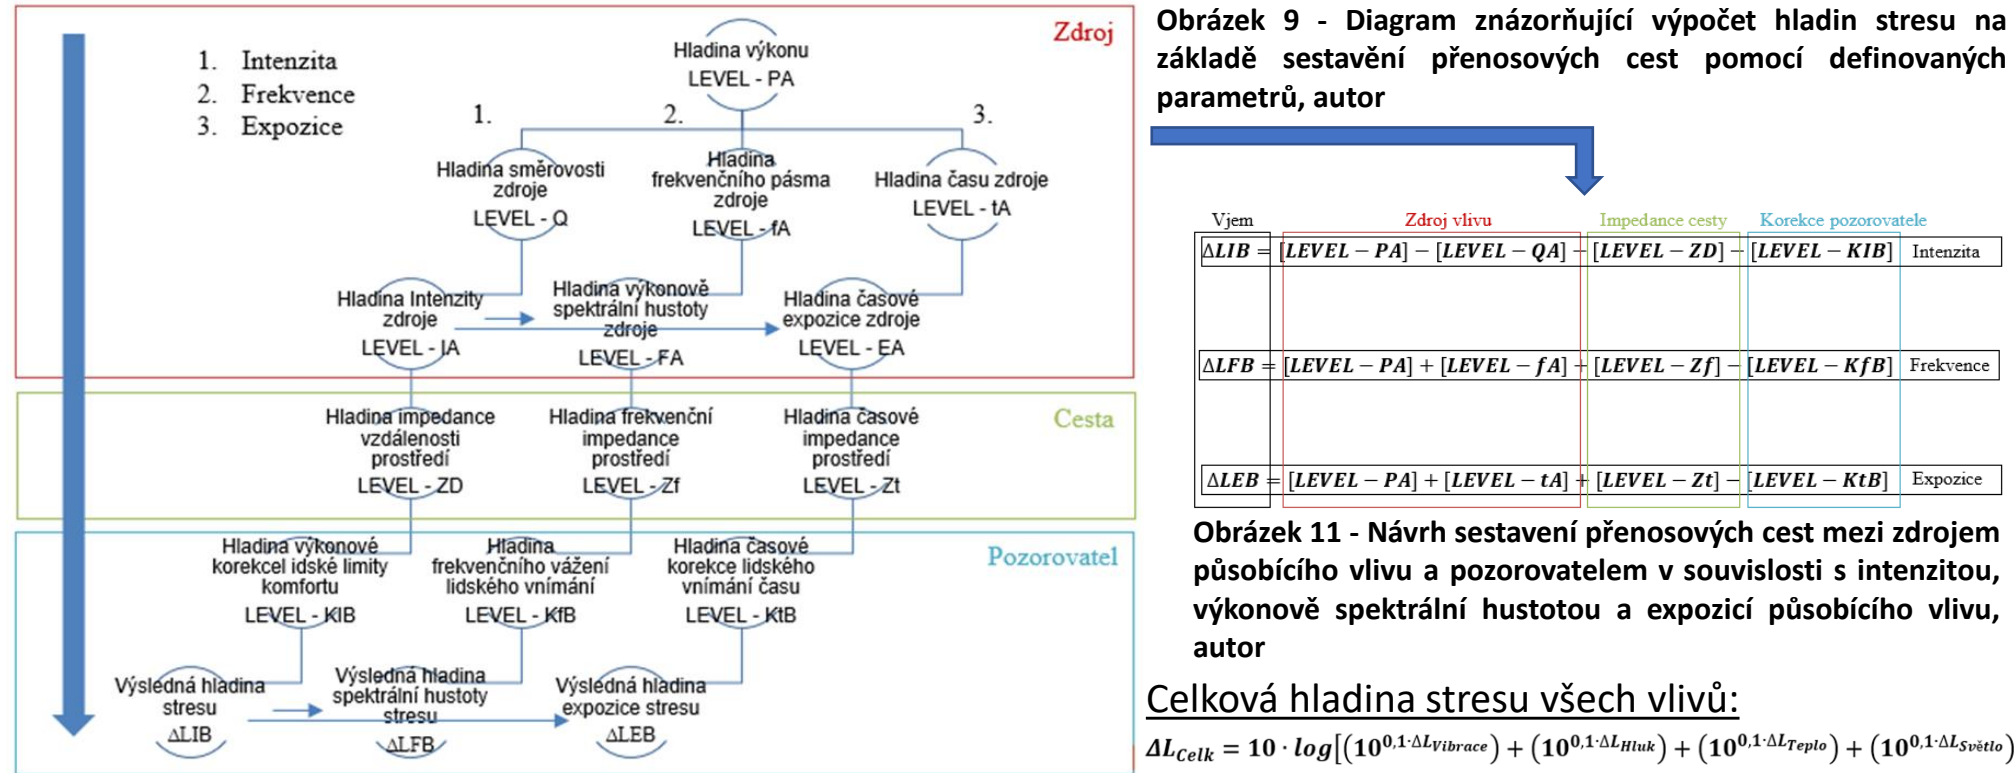 Zdroj
1. Intenzita
2. Frekvence
3. Expozice
Hladina výkonu
LEVEL - PA
1.
2.
3.
Hladina směrovosti
zdroje
LEVEL - Q
Hladina
frekvenčního pásma
zdroje
LEVEL - fA
Hladina času zdroje
LEVEL - tA
Hladina Intenzity
zdroje
LEVEL - IA
Hladina výkonově
spektrální hustoty
zdroje
LEVEL - FA
Hladina časové
expozice zdroje
LEVEL - EA
Cesta
Hladina impedance
vzdálenosti
prostředí
LEVEL - ZD
Hladina frekvenční
impedance
prostředí
LEVEL - Zf
Hladina časové
impedance
prostředí
LEVEL - Zt
Pozorovatel
Hladina výkonové
korekcel idské limity
komfortu
LEVEL - KIB
Hladina
frekvenčního vážení
lidského vnímání
LEVEL - KfB
Hladina časové
korekce lidského
vnímání času
LEVEL - KtB
Výsledná hladina
stresu
ΔLIB
Výsledná hladina
spektrální hustoty
stresu
ΔLFB
Výsledná hladina
expozice stresu
ΔLEB
Obrázek 9 - Diagram znázorňující výpočet hladin stresu na
základě sestavění přenosových cest pomocí definovaných
parametrů, autor
Vjem Zdroj vlivu Impedance cesty Korekce pozorovatele
ΔLIB = [LEVEL − PA] − [LEVEL − QA] − [LEVEL − ZD] − [LEVEL − KIB] Intenzita
ΔLFB = [LEVEL − PA] + [LEVEL − fA] + [LEVEL − Zf] − [LEVEL − KfB] Frekvence
ΔLEB = [LEVEL − PA] + [LEVEL − tA] + [LEVEL − Zt] − [LEVEL − KtB] Expozice
Obrázek 11 - Návrh sestavení přenosových cest mezi zdrojem
působícího vlivu a pozorovatelem v souvislosti s intenzitou,
výkonově spektrální hustotou a expozicí působícího vlivu,
autor
Celková hladina stresu všech vlivů:
ΔL_Celk = 10 · log[(10^{0,1·ΔL_Vibrace}) + (10^{0,1·ΔL_Hluk}) + (10^{0,1·ΔL_Teplo}) + (10^{0,1·ΔL_Světlo})